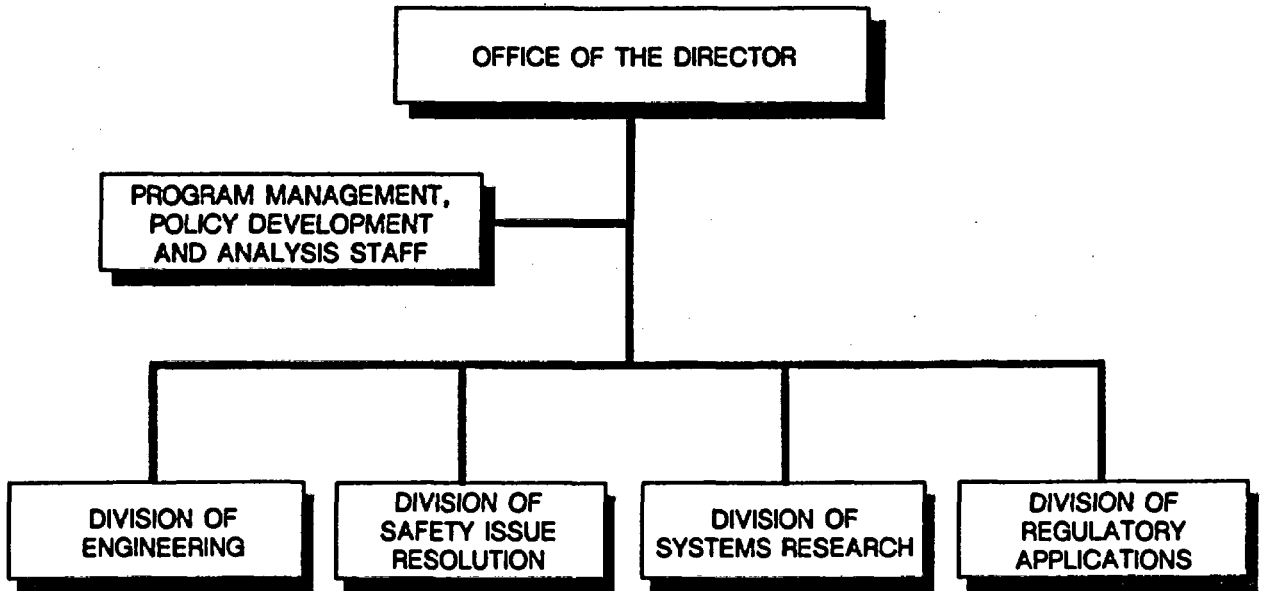 OFFICE OF THE DIRECTOR
PROGRAM MANAGEMENT,
POLICY DEVELOPMENT
AND ANALYSIS STAFF
DIVISION OF
ENGINEERING
DIVISION OF
SAFETY ISSUE
RESOLUTION
DIVISION OF
SYSTEMS RESEARCH
DIVISION OF
REGULATORY
APPLICATIONS